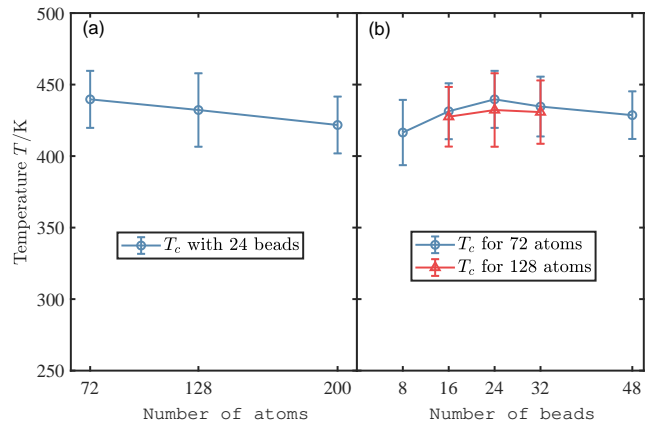 (a)
(b)
500
450
400
350
300
250
Temperature T/K
T_c with 24 beads
T_c for 72 atoms
T_c for 128 atoms
72 128 200
8 16 24 32 48
Number of atoms
Number of beads